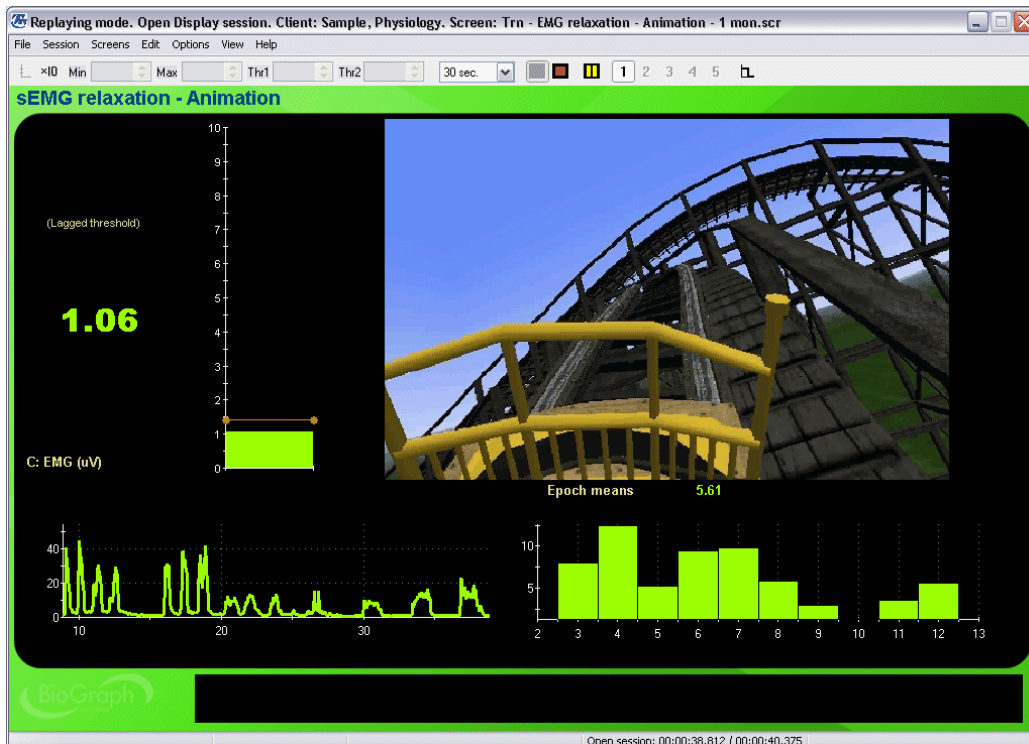 Replaying mode. Open Display session. Client: Sample, Physiology. Screen: Trn - EMG relaxation - Animation - 1 mon.scr
File Session Screens Edit Options View Help
×10 Min Max Thr1 Thr2 30 sec. 1 2 3 4 5
sEMG relaxation - Animation
10
9
8
(Lagged threshold)
7
6
5
1.06
4
3
2
1
C: EMG (uV)
0
Epoch means 5.61
40
20
0
10 20 30
10
5
2 3 4 5 6 7 8 9 10 11 12 13
BioGraph
Open session: 00:00:38.812 / 00:00:40.375